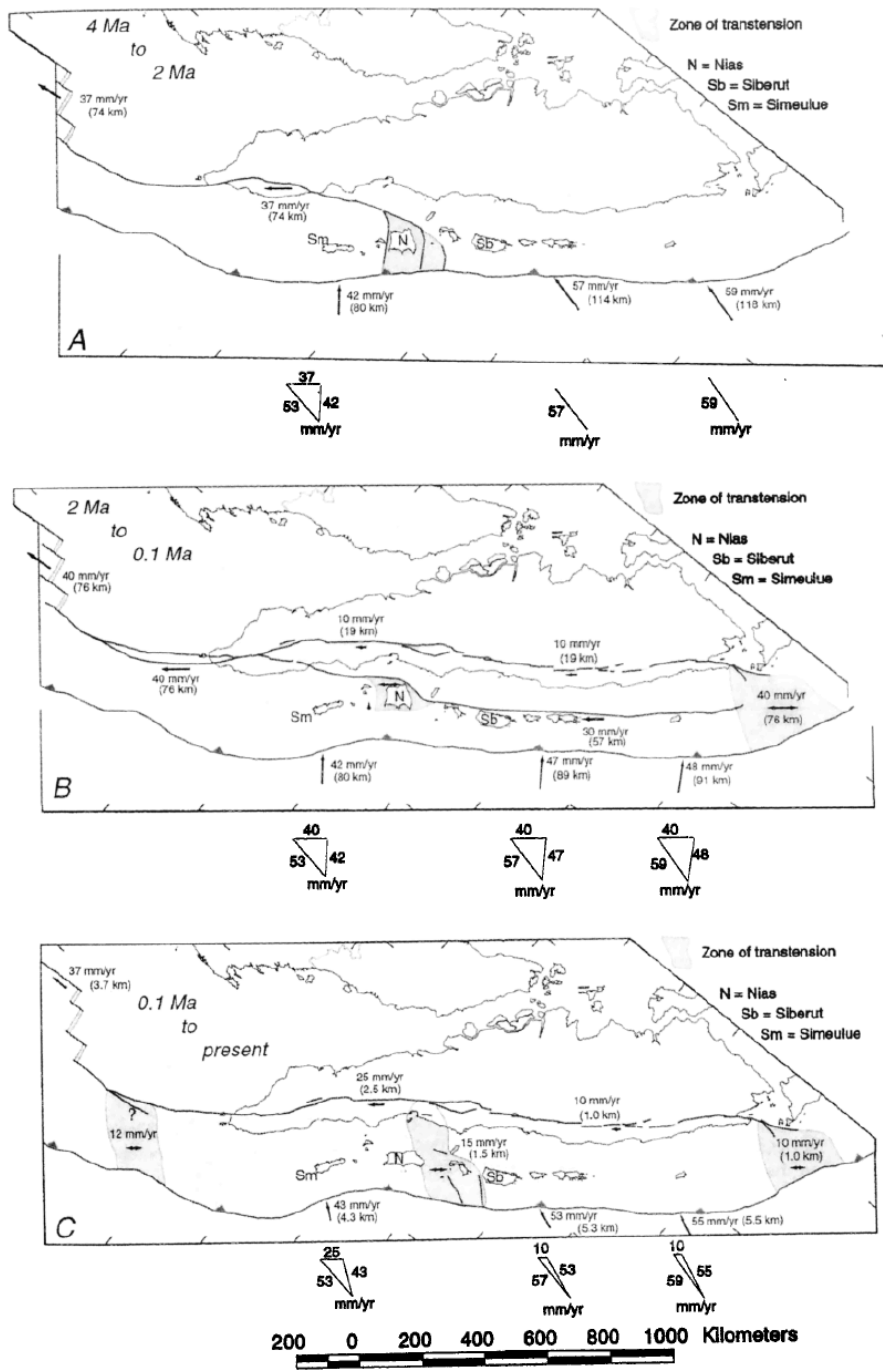 4 Ma
to
2 Ma
Zone of transtension
N = Nias
Sb = Siberut
Sm = Simeulue
37 mm/yr
(74 km)
37 mm/yr
(74 km)
Sm
N
Sb
42 mm/yr
(80 km)
57 mm/yr
(114 km)
59 mm/yr
(118 km)
A
37
53
42
mm/yr
57
mm/yr
59
mm/yr
2 Ma
to
0.1 Ma
Zone of transtension
N = Nias
Sb = Siberut
Sm = Simeulue
40 mm/yr
(76 km)
10 mm/yr
(19 km)
10 mm/yr
(19 km)
40 mm/yr
(76 km)
40 mm/yr
(76 km)
Sm
N
Sb
30 mm/yr
(57 km)
42 mm/yr
(80 km)
47 mm/yr
(89 km)
48 mm/yr
(91 km)
B
40
53
42
mm/yr
40
57
47
mm/yr
40
59
48
mm/yr
37 mm/yr
(3.7 km)
0.1 Ma
to
present
Zone of transtension
N = Nias
Sb = Siberut
Sm = Simeulue
25 mm/yr
(2.5 km)
10 mm/yr
(1.0 km)
?
12 mm/yr
15 mm/yr
(1.5 km)
10 mm/yr
(1.0 km)
Sm
N
Sb
43 mm/yr
(4.3 km)
53 mm/yr
(5.3 km)
55 mm/yr (5.5 km)
C
25
53
43
mm/yr
10
57
53
mm/yr
10
59
55
mm/yr
200 0 200 400 600 800 1000 Kilometers